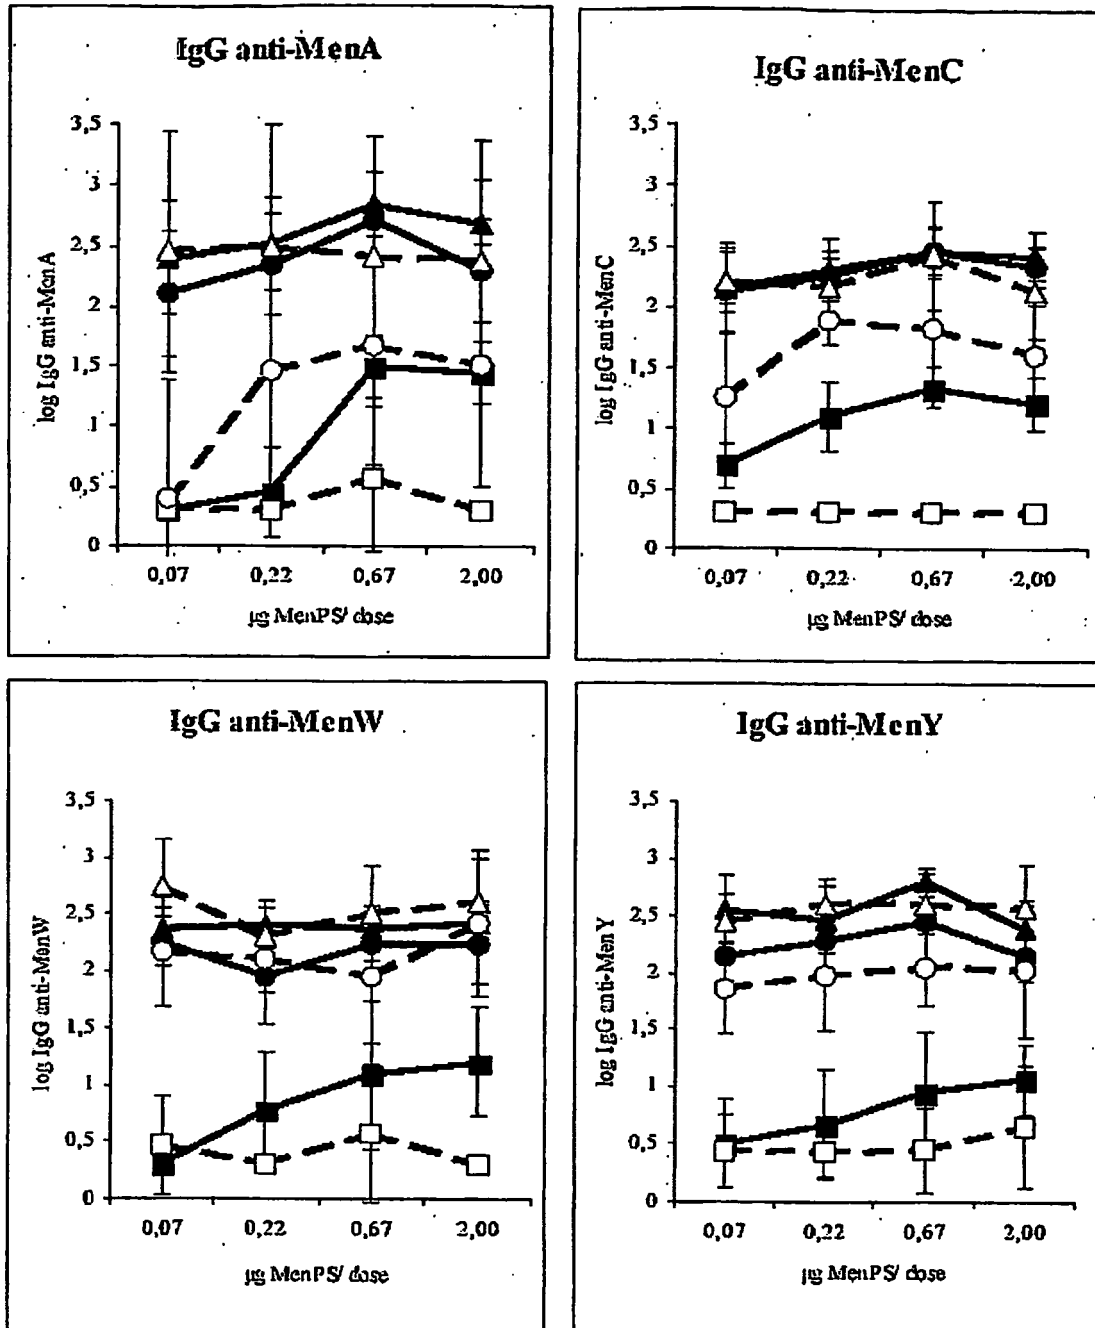 IgG anti-MenA
log IgG anti-MenA
3,5
3
2,5
2
1,5
1
0,5
0
0,07 0,22 0,67 2,00
µg MenPS/ dose
IgG anti-MenC
log IgG anti-MenC
3,5
3
2,5
2
1,5
1
0,5
0
0,07 0,22 0,67 2,00
µg MenPS/ dose
IgG anti-MenW
log IgG anti-MenW
3,5
3
2,5
2
1,5
1
0,5
0
0,07 0,22 0,67 2,00
µg MenPS/ dose
IgG anti-MenY
log IgG anti-MenY
3,5
3
2,5
2
1,5
1
0,5
0
0,07 0,22 0,67 2,00
µg MenPS/ dose